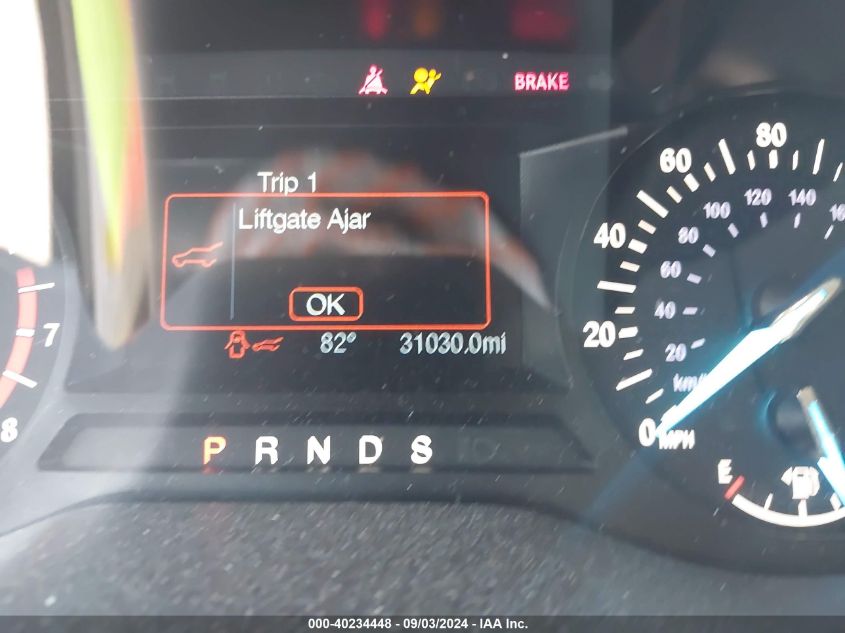 BRAKE
Trip 1
Liftgate Ajar
OK
82° 31030.0mi
P R N D S
7
8
0 20 40 60 80
MPH
20 40 60 80 100 120 140
km/
E
000-40234448 - 09/03/2024 - IAA Inc.